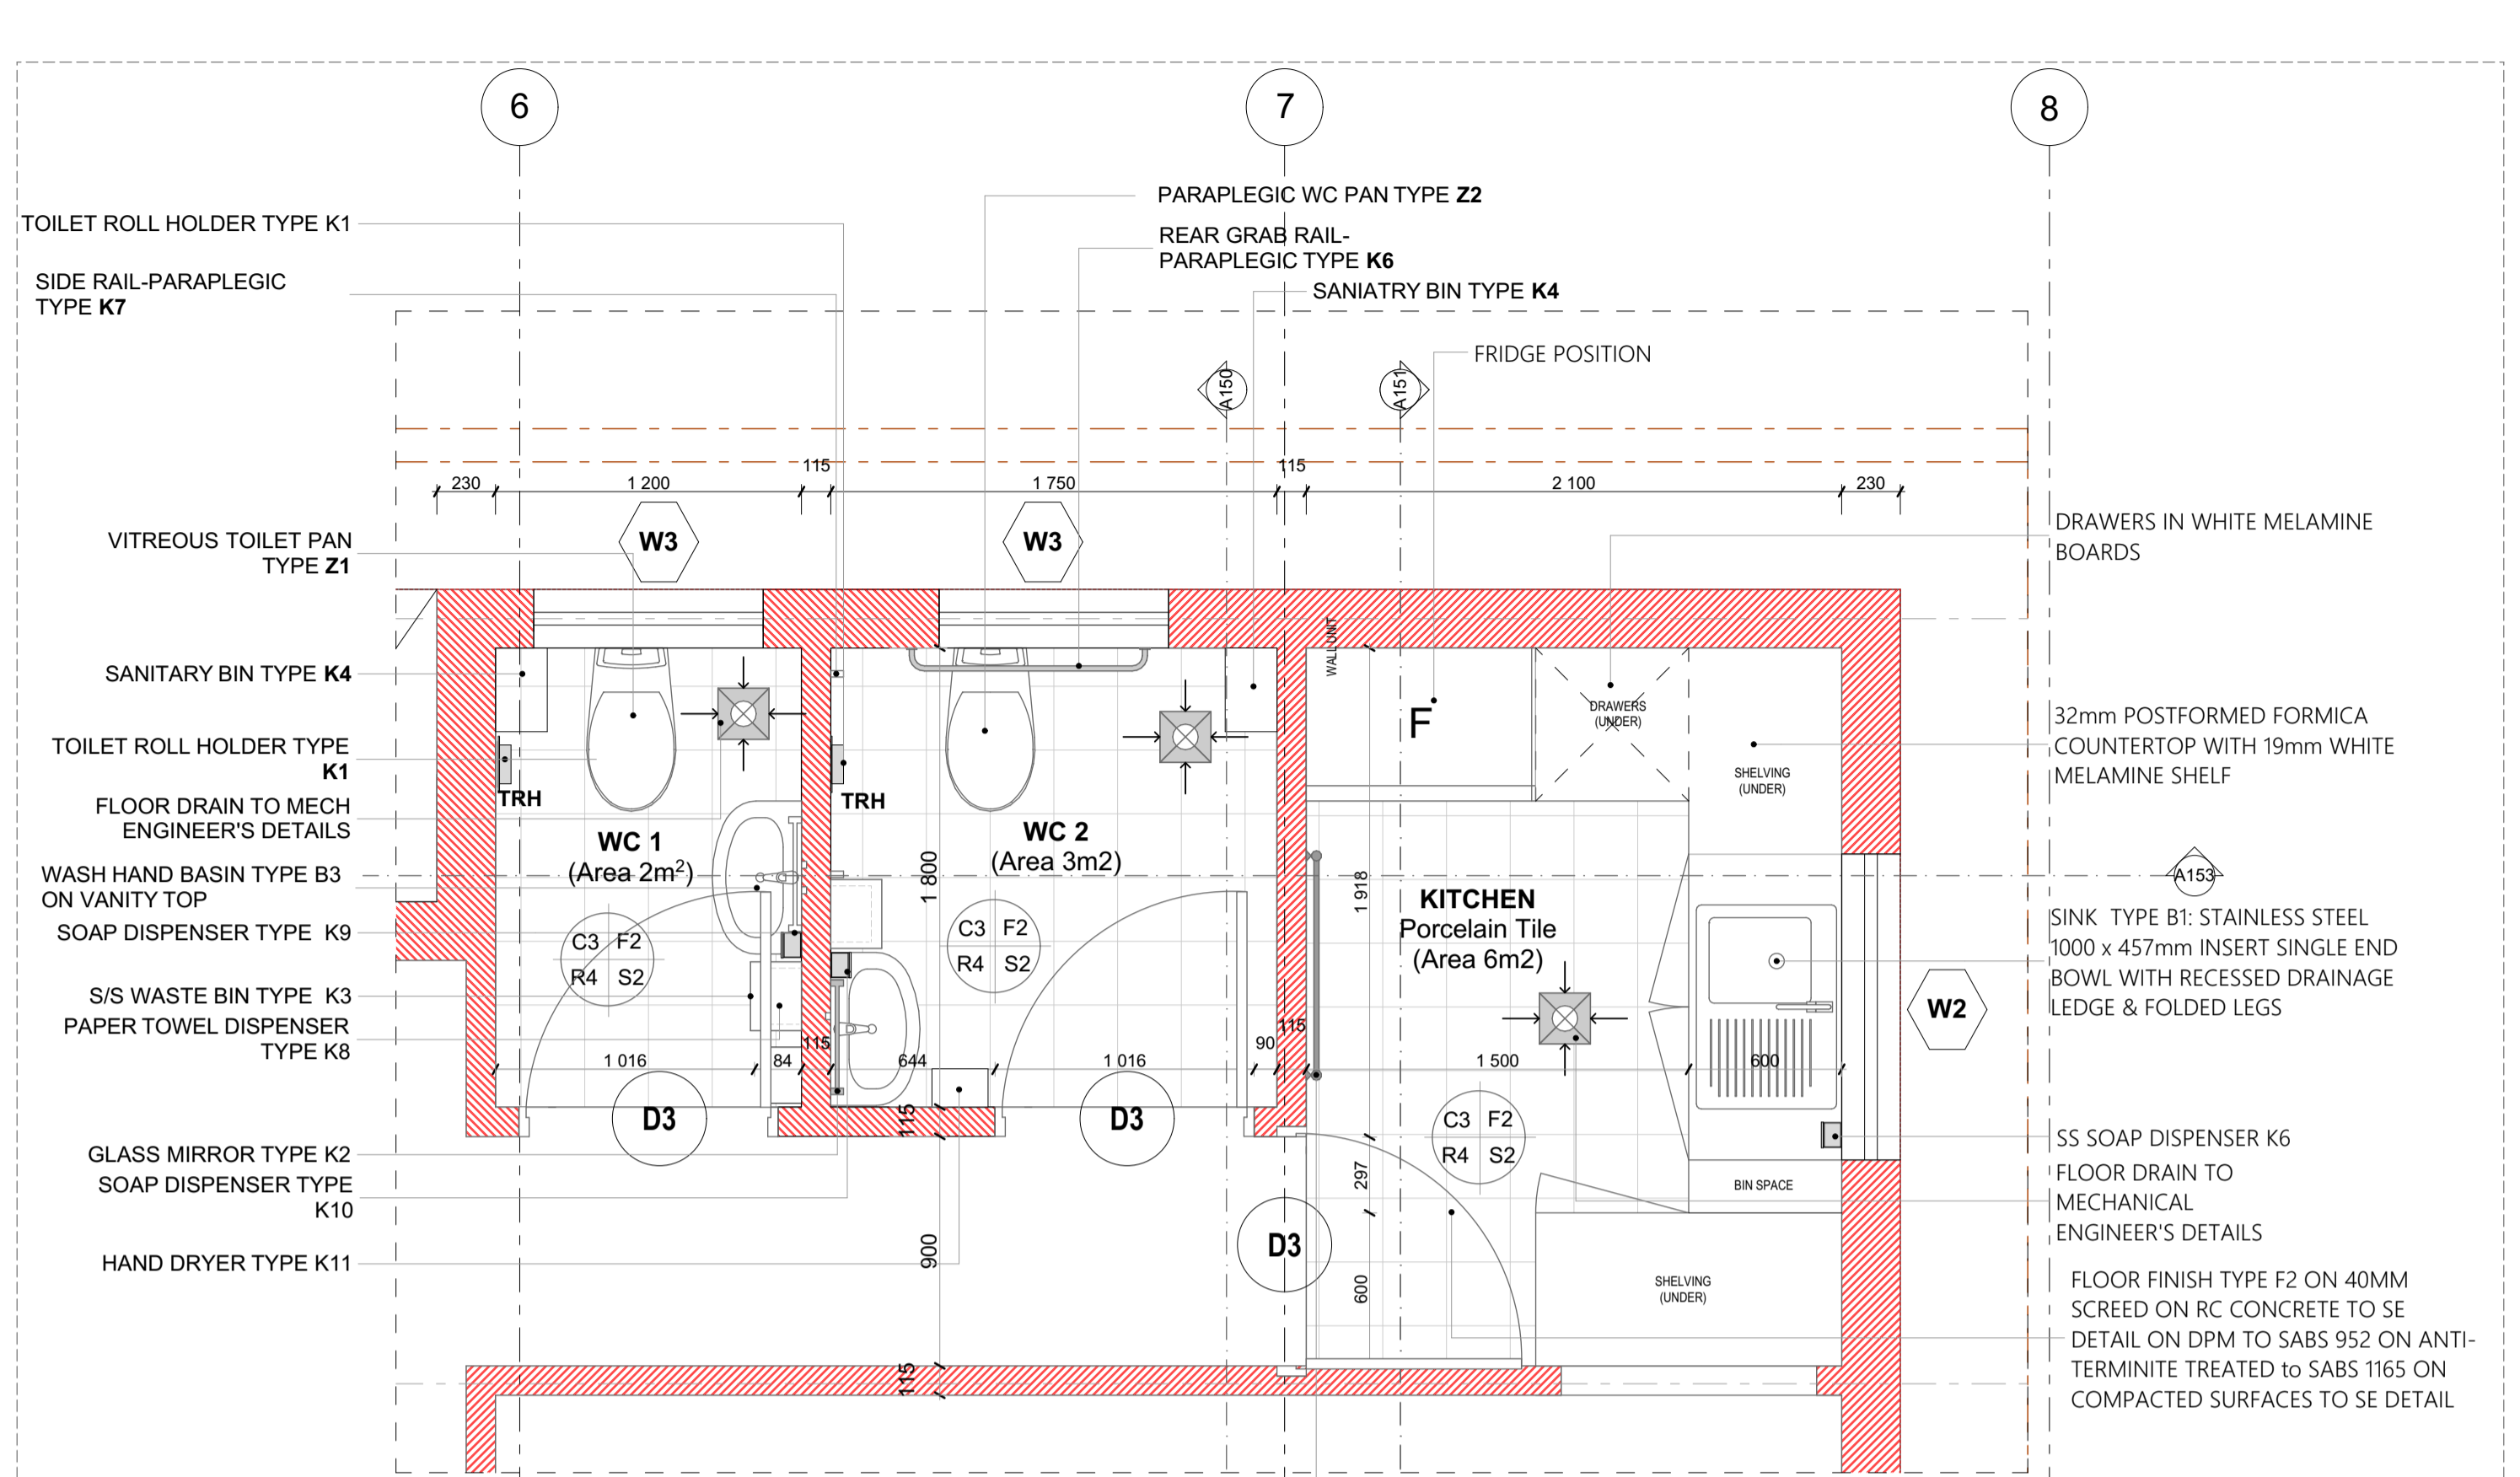 6
7
8
PARAPLEGIC WC PAN TYPE Z2
TOILET ROLL HOLDER TYPE K1
REAR GRAB RAIL-
PARAPLEGIC TYPE K6
SIDE RAIL-PARAPLEGIC
TYPE K7
SANIATRY BIN TYPE K4
FRIDGE POSITION
A150
A151
115
115
230
1 200
1 750
2 100
230
W3
W3
VITREOUS TOILET PAN
TYPE Z1
DRAWERS IN WHITE MELAMINE
BOARDS
WALL UNIT
SANITARY BIN TYPE K4
F
DRAWERS
(UNDER)
32mm POSTFORMED FORMICA
COUNTERTOP WITH 19mm WHITE
MELAMINE SHELF
TOILET ROLL HOLDER TYPE
K1
SHELVING
(UNDER)
TRH
TRH
FLOOR DRAIN TO MECH
ENGINEER'S DETAILS
WC 1
(Area 2m²)
WC 2
(Area 3m2)
1 800
1 918
WASH HAND BASIN TYPE B3
ON VANITY TOP
A153
KITCHEN
Porcelain Tile
(Area 6m2)
SOAP DISPENSER TYPE K9
C3 F2
R4 S2
C3 F2
R4 S2
SINK TYPE B1: STAINLESS STEEL
1000 x 457mm INSERT SINGLE END
BOWL WITH RECESSED DRAINAGE
LEDGE & FOLDED LEGS
W2
S/S WASTE BIN TYPE K3
PAPER TOWEL DISPENSER
TYPE K8
115
115
90
1 016
84
644
1 016
1 500
600
D3
D3
115
C3 F2
R4 S2
SS SOAP DISPENSER K6
GLASS MIRROR TYPE K2
SOAP DISPENSER TYPE
K10
297
BIN SPACE
FLOOR DRAIN TO
MECHANICAL
ENGINEER'S DETAILS
HAND DRYER TYPE K11
900
D3
600
SHELVING
(UNDER)
FLOOR FINISH TYPE F2 ON 40MM
SCREED ON RC CONCRETE TO SE
DETAIL ON DPM TO SABS 952 ON ANTI-
TERMINITE TREATED to SABS 1165 ON
COMPACTED SURFACES TO SE DETAIL
115